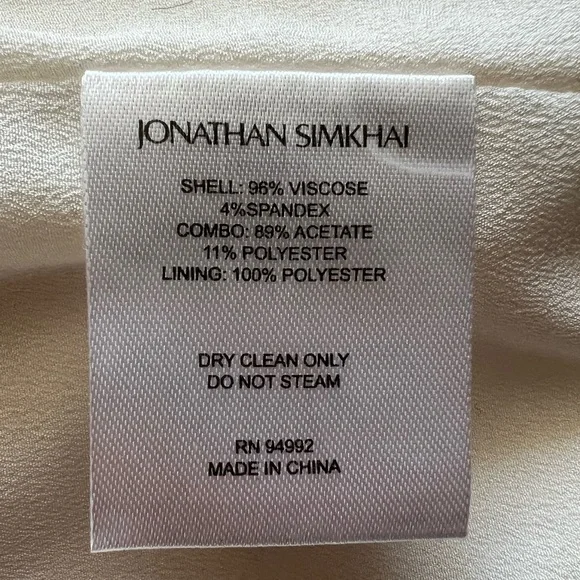 JONATHAN SIMKHAI
SHELL: 96% VISCOSE
4%SPANDEX
COMBO: 89% ACETATE
11% POLYESTER
LINING: 100% POLYESTER
DRY CLEAN ONLY
DO NOT STEAM
RN 94992
MADE IN CHINA